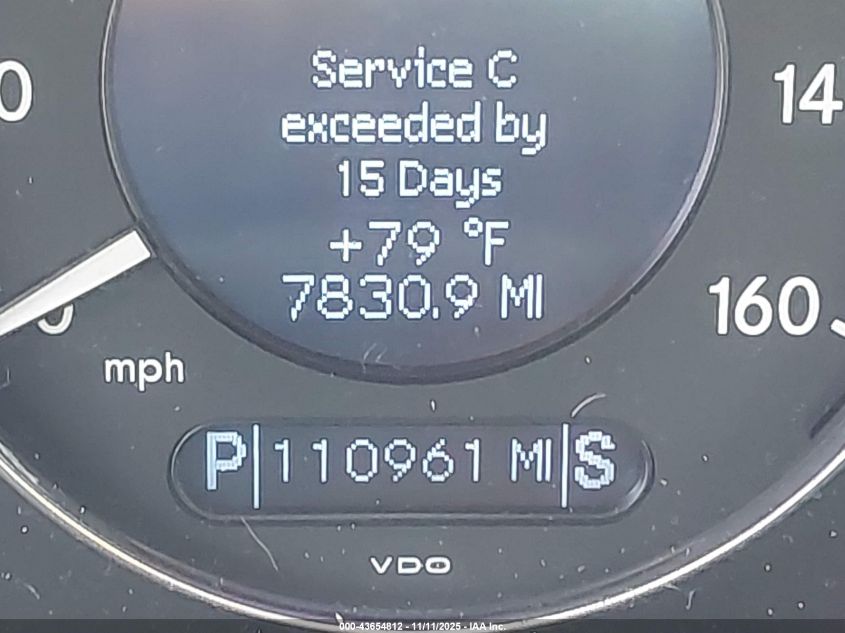 Service C
exceeded by
15 Days
+79 °F
7830.9 MI
0
14
0
160
mph
P 110961 MI S
VDO
000-43654812 - 11/11/2025 - IAA Inc.